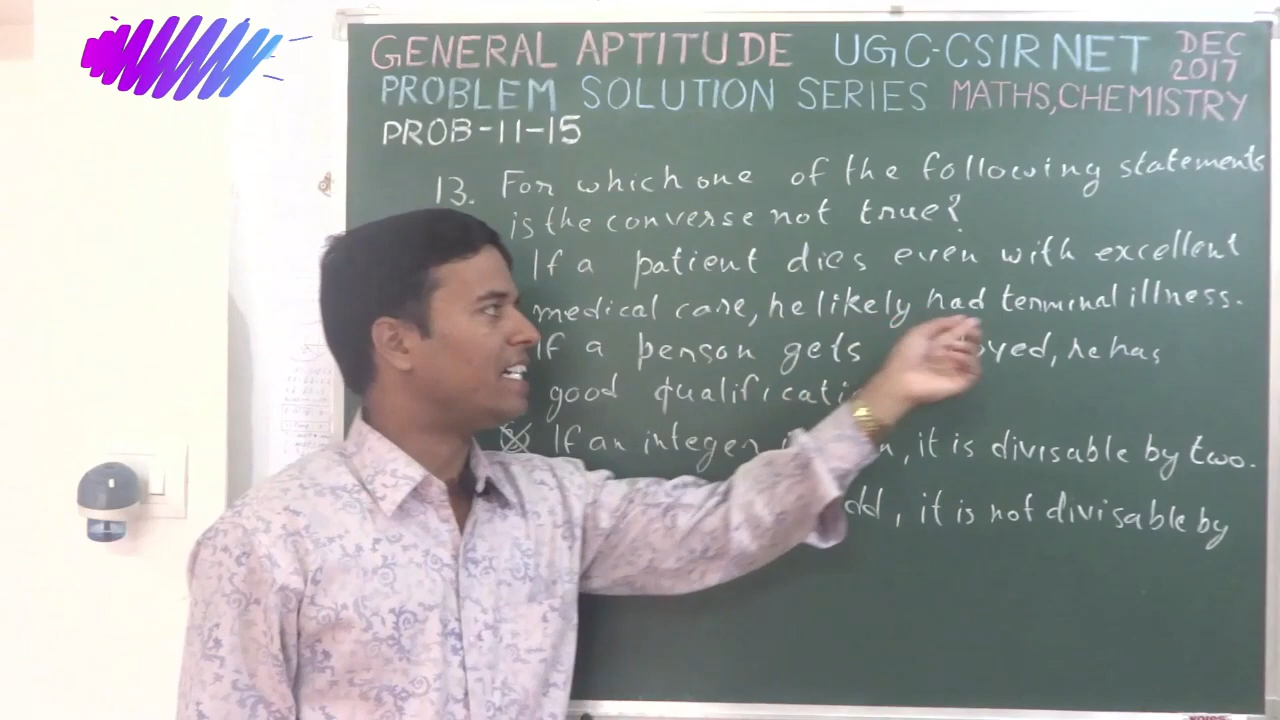 GENERAL APTITUDE UGC-CSIR NET DEC 2017
PROBLEM SOLUTION SERIES MATHS, CHEMISTRY
PROB-11-15
13. For which one of the following statements
is the converse not true?
If a patient dies even with excellent
medical care, he likely had terminal illness.
If a person gets he has
good
If an integer it is divisable by two.
it is not divisable by